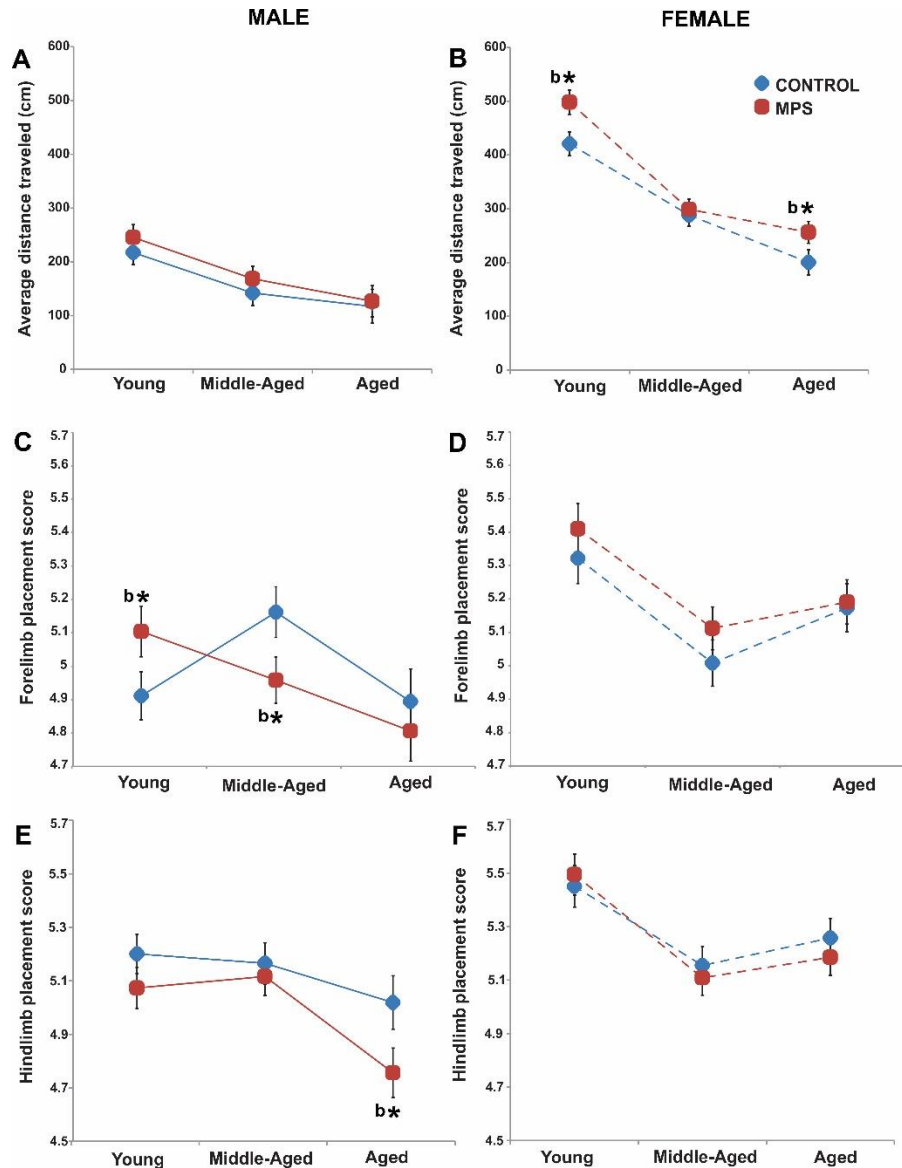 MALE
FEMALE
A
Average distance traveled (cm)
600
500
400
300
200
100
0
Young Middle-Aged Aged
B
Average distance traveled (cm)
600
500
400
300
200
100
0
b*
b*
CONTROL
MPS
Young Middle-Aged Aged
C
Forelimb placement score
5.7
5.6
5.5
5.4
5.3
5.2
5.1
5
4.9
4.8
4.7
b*
b*
Young Middle-Aged Aged
D
Forelimb placement score
5.7
5.6
5.5
5.4
5.3
5.2
5.1
5
4.9
4.8
4.7
Young Middle-Aged Aged
E
Hindlimb placement score
5.7
5.5
5.3
5.1
4.9
4.7
4.5
b*
Young Middle-Aged Aged
F
Hindlimb placement score
5.7
5.5
5.3
5.1
4.9
4.7
4.5
Young Middle-Aged Aged